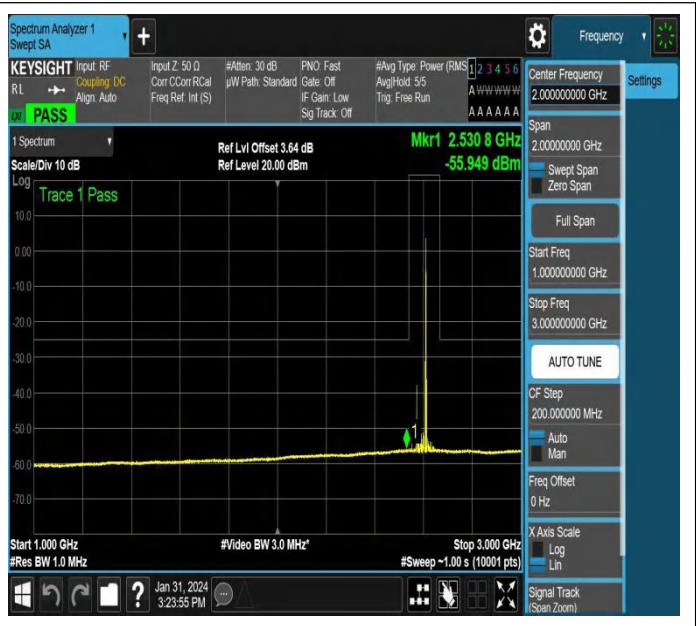 Spectrum Analyzer 1
Swept SA
+
Frequency
KEYSIGHT
RL
LXI
PASS
Input: RF
Coupling: DC
Align: Auto
Input Z: 50 Ω
Corr CCorr RCal
Freq Ref: Int (S)
#Atten: 30 dB
µW Path: Standard
PNO: Fast
Gate: Off
IF Gain: Low
Sig Track: Off
#Avg Type: Power (RMS
Avg|Hold: 5/5
Trig: Free Run
1 2 3 4 5 6
A W W W W W
A A A A A A
1 Spectrum
Scale/Div 10 dB
Log
Ref Lvl Offset 3.64 dB
Ref Level 20.00 dBm
Mkr1 2.530 8 GHz
-55.949 dBm
Trace 1 Pass
10.0
0.00
-10.0
-20.0
-30.0
-40.0
-50.0
-60.0
-70.0
1
Start 1.000 GHz
#Res BW 1.0 MHz
#Video BW 3.0 MHz*
Stop 3.000 GHz
#Sweep ~1.00 s (10001 pts)
Center Frequency
2.000000000 GHz
Settings
Span
2.00000000 GHz
Swept Span
Zero Span
Full Span
Start Freq
1.000000000 GHz
Stop Freq
3.000000000 GHz
AUTO TUNE
CF Step
200.000000 MHz
Auto
Man
Freq Offset
0 Hz
X Axis Scale
Log
Lin
Signal Track
(Span Zoom)
?
Jan 31, 2024
3:23:55 PM